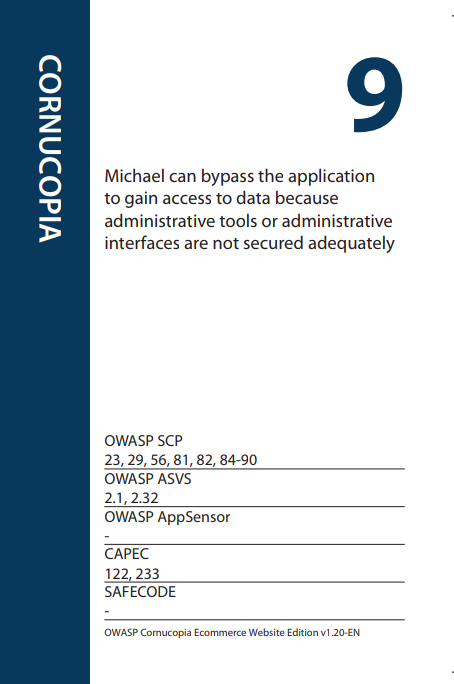 CORNUCOPIA
9
Michael can bypass the application
to gain access to data because
administrative tools or administrative
interfaces are not secured adequately
OWASP SCP
23, 29, 56, 81, 82, 84-90
OWASP ASVS
2.1, 2.32
OWASP AppSensor
-
CAPEC
122, 233
SAFECODE
-
OWASP Cornucopia Ecommerce Website Edition v1.20-EN